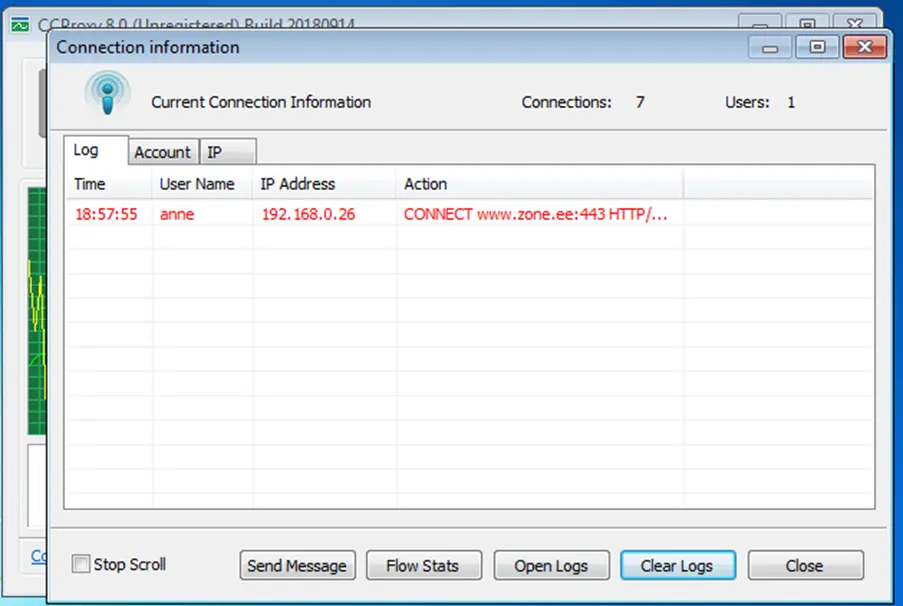 CCProxy 8.0 (Unregistered) Build 20180914
Connection information
Current Connection Information Connections: 7 Users: 1
Log Account IP
Time User Name IP Address Action
18:57:55 anne 192.168.0.26 CONNECT www.zone.ee:443 HTTP/...
Stop Scroll Send Message Flow Stats Open Logs Clear Logs Close